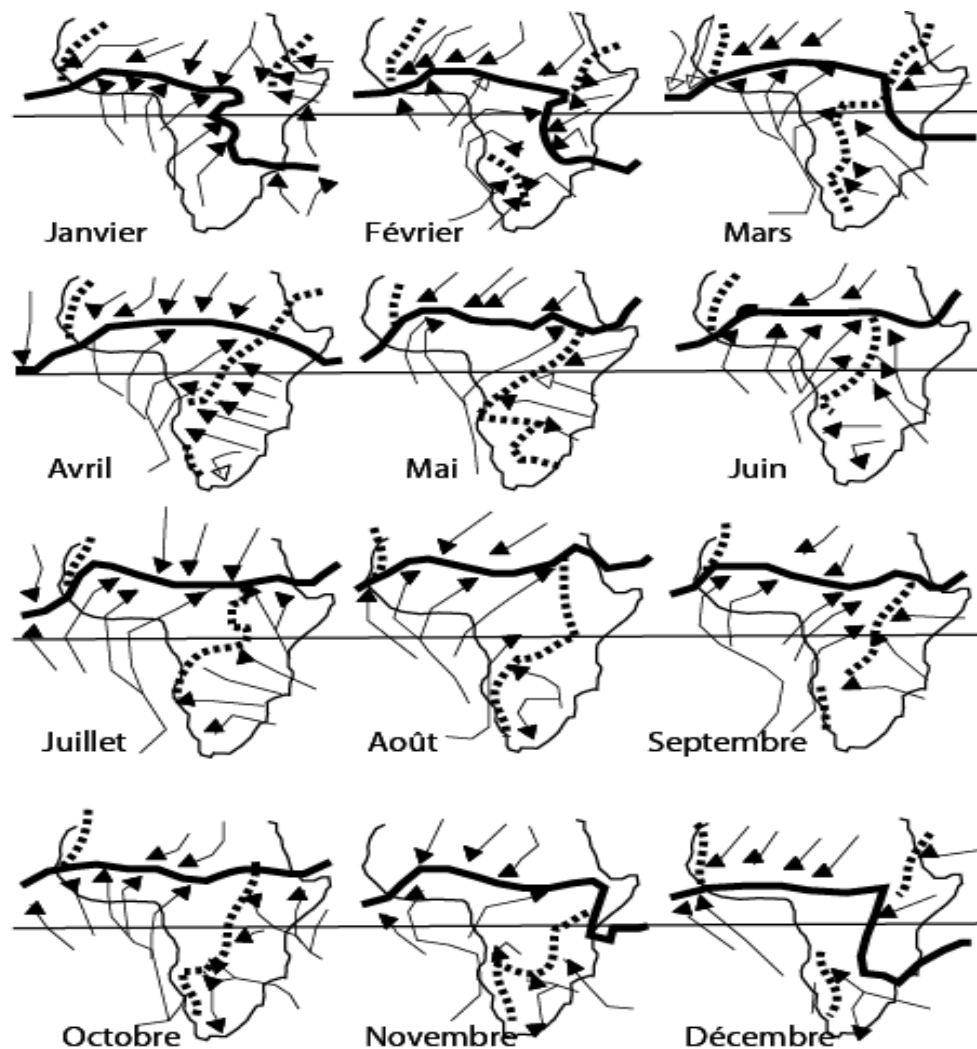 Janvier
Février
Mars
Avril
Mai
Juin
Juillet
Août
Septembre
Octobre
Novembre
Décembre